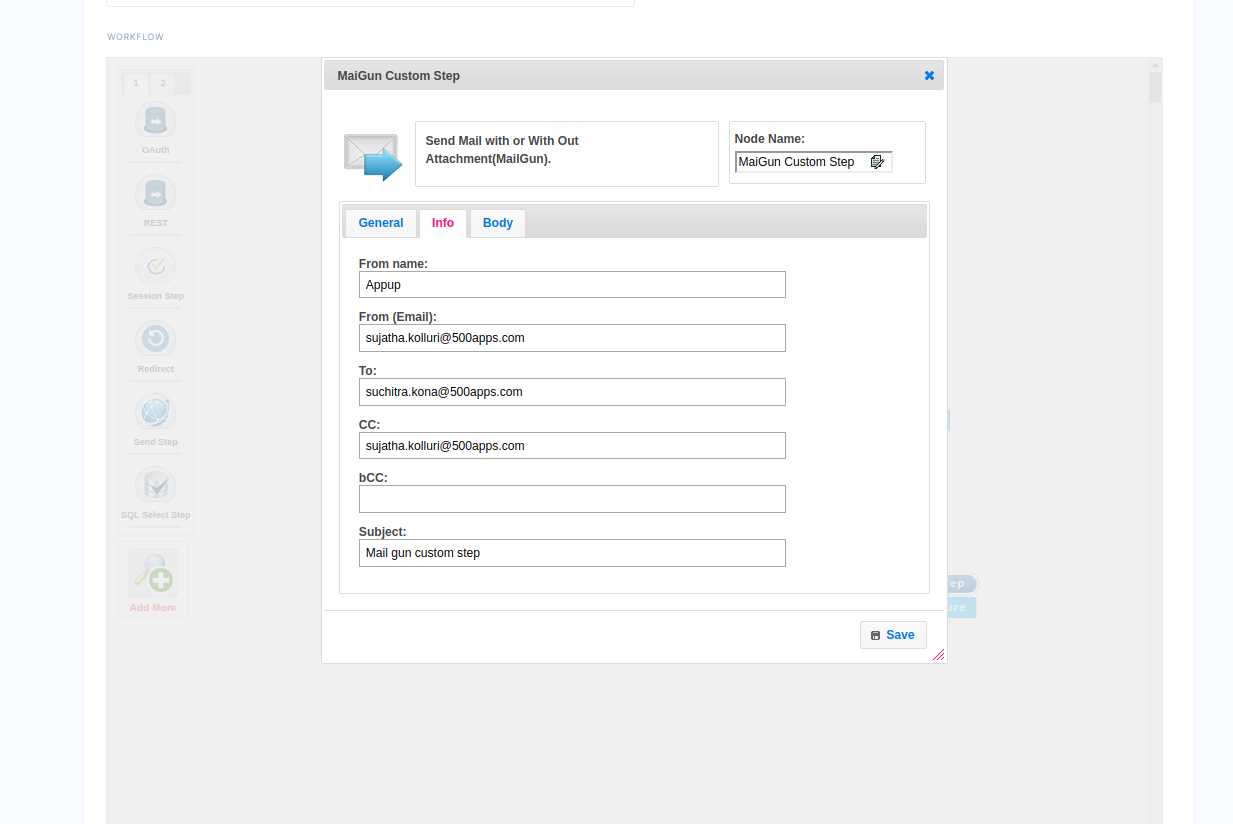 WORKFLOW
MaiGun Custom Step
1 2
OAuth
REST
Session Step
Redirect
Send Step
SQL Select Step
Add More
Send Mail with or With Out
Attachment(MailGun).
Node Name:
MaiGun Custom Step
General Info Body
From name:
Appup
From (Email):
sujatha.kolluri@500apps.com
To:
suchitra.kona@500apps.com
CC:
sujatha.kolluri@500apps.com
bCC:
Subject:
Mail gun custom step
Save